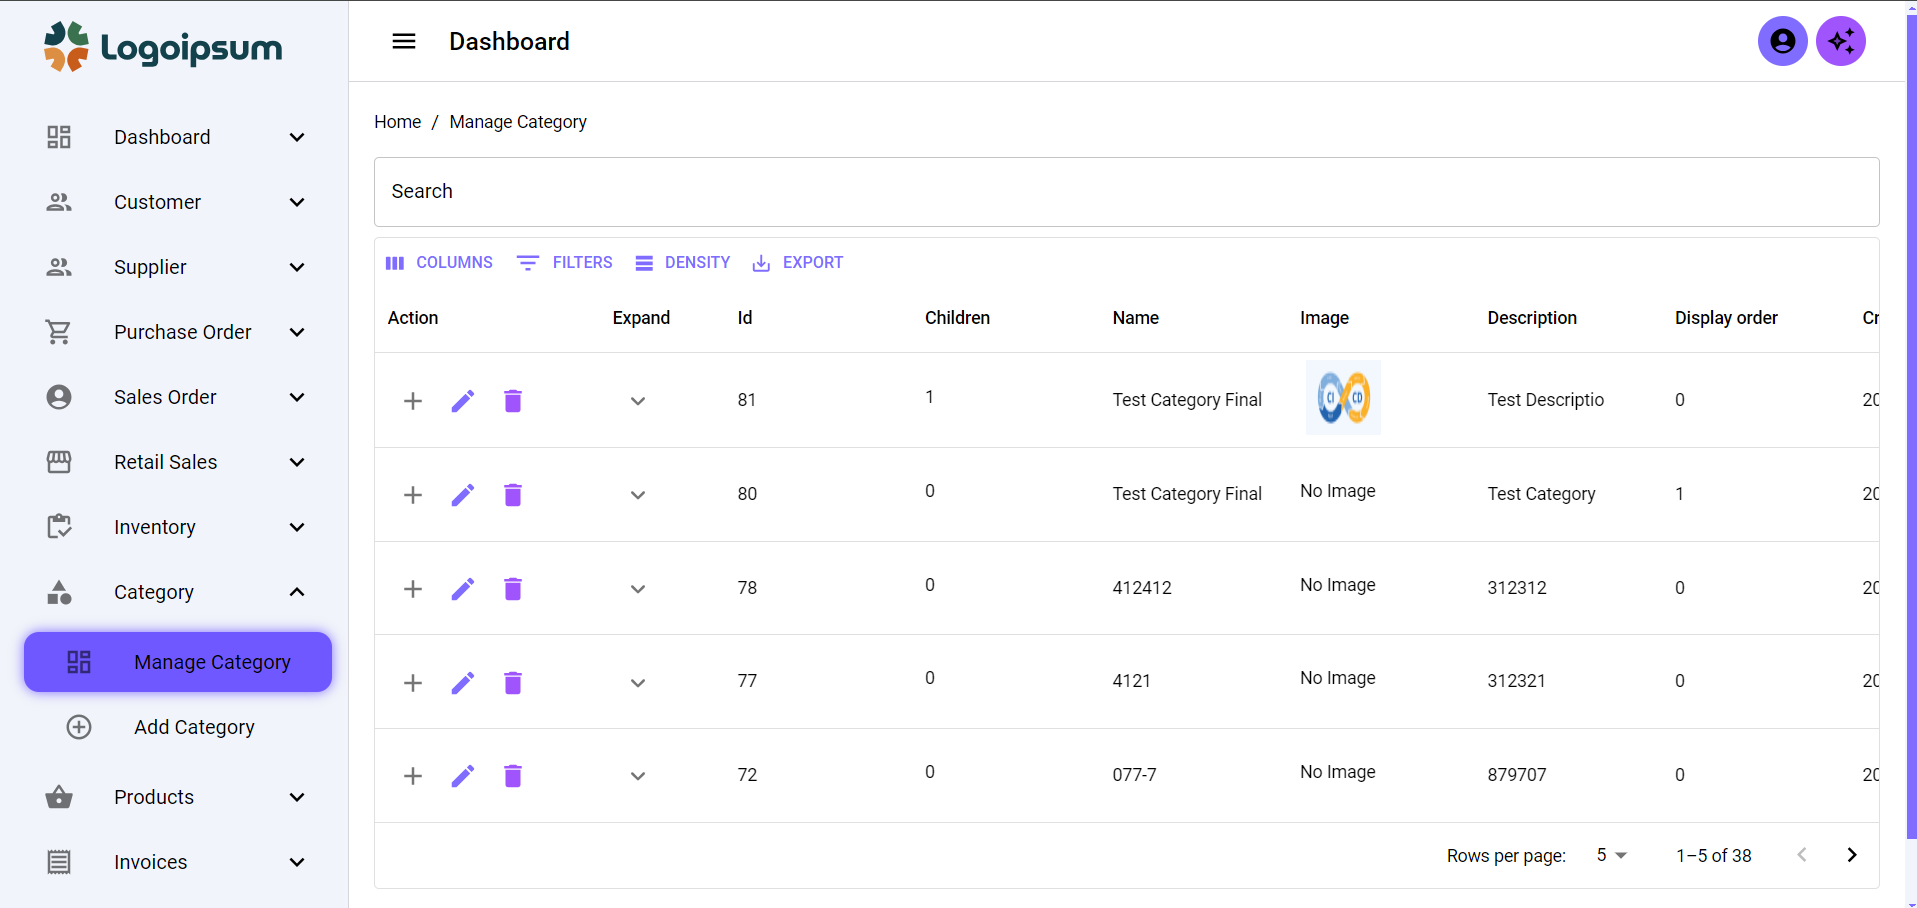 Logoipsum
Dashboard
Customer
Supplier
Purchase Order
Sales Order
Retail Sales
Inventory
Category
Manage Category
Add Category
Products
Invoices
Dashboard
Home / Manage Category
Search
COLUMNS FILTERS DENSITY EXPORT
Action Expand Id Children Name Image Description Display order Cr
81 1 Test Category Final CI CD Test Descriptio 0 20
80 0 Test Category Final No Image Test Category 1 20
78 0 412412 No Image 312312 0 20
77 0 4121 No Image 312321 0 20
72 0 077-7 No Image 879707 0 20
Rows per page: 5 1–5 of 38